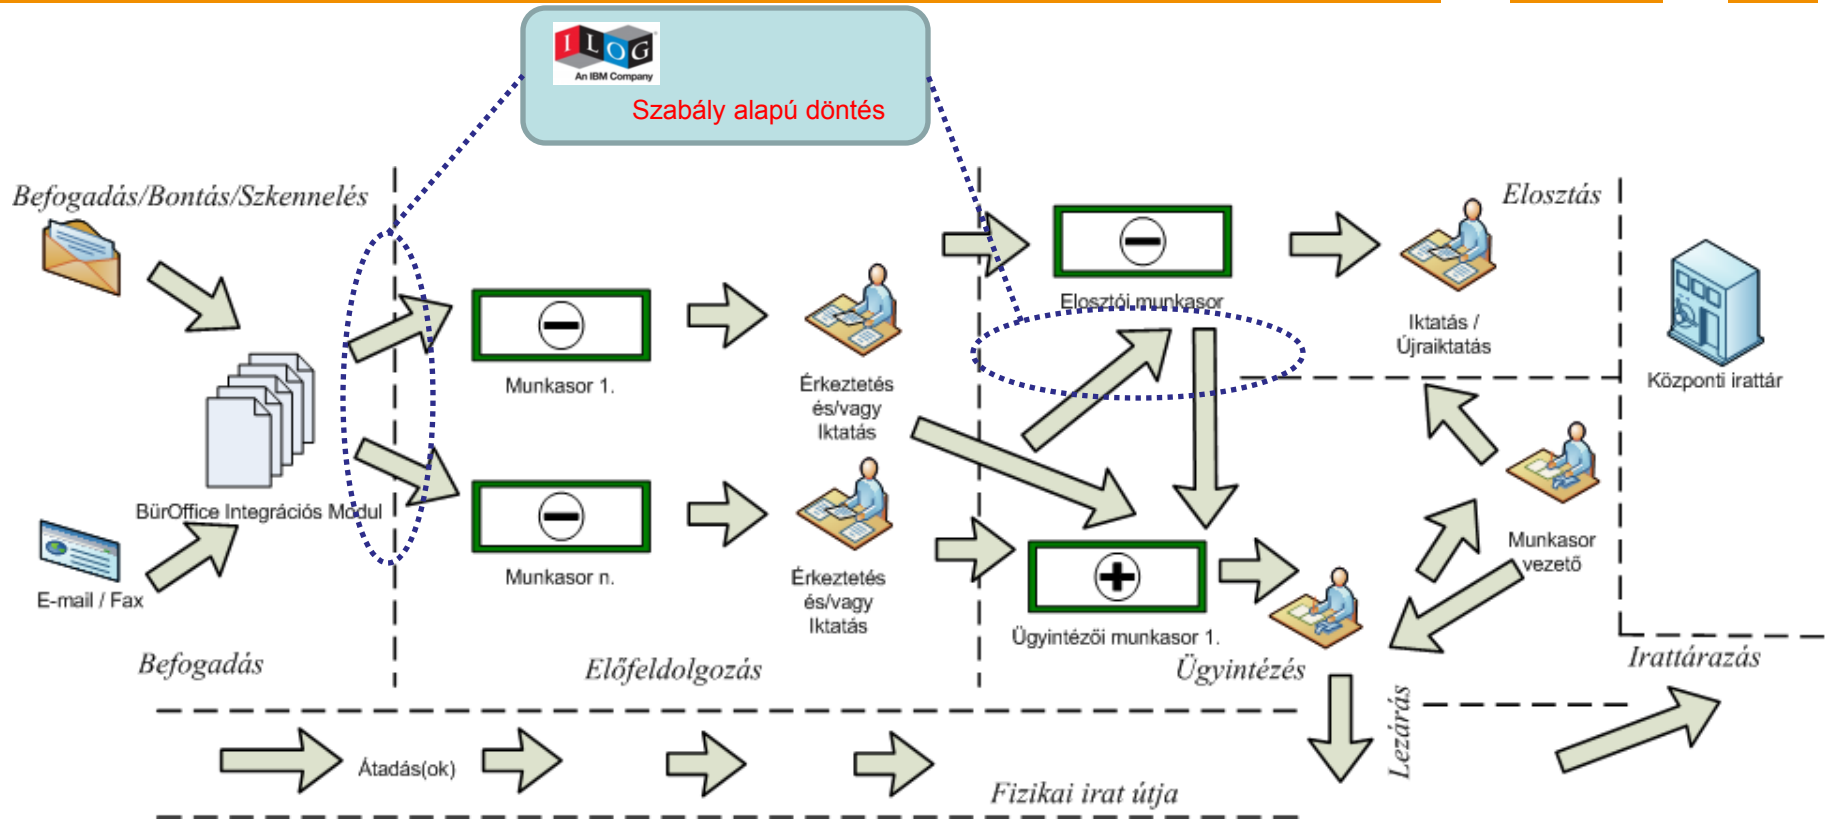 ILOG
An IBM Company
Szabály alapú döntés
Befogadás/Bontás/Szkennelés
Elosztás
Elosztói munkasor
Iktatás /
Újraiktatás
Központi irattár
Munkasor 1.
Érkeztetés
és/vagy
Iktatás
BürOffice Integrációs Modul
E-mail / Fax
Munkasor n.
Érkeztetés
és/vagy
Iktatás
Munkasor
vezető
Ügyintézői munkasor 1.
Befogadás
Előfeldolgozás
Ügyintézés
Irattárazás
Lezárás
Átadás(ok)
Fizikai irat útja